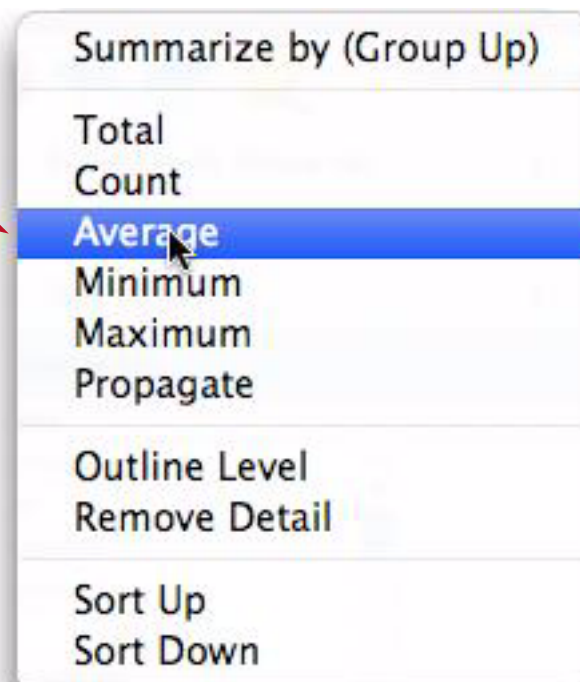 Summarize by (Group Up)
Total
Count
Average
Minimum
Maximum
Propagate
Outline Level
Remove Detail
Sort Up
Sort Down